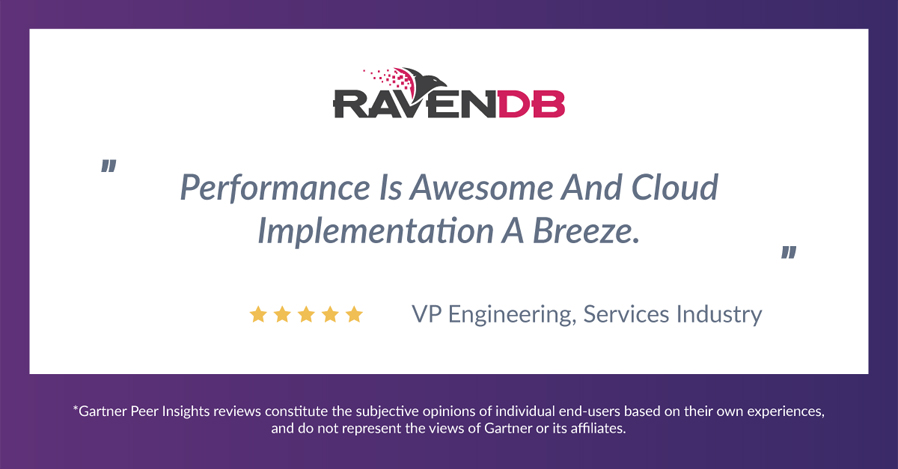 RAVENDB
"
Performance Is Awesome And Cloud
Implementation A Breeze.
"
VP Engineering, Services Industry
*Gartner Peer Insights reviews constitute the subjective opinions of individual end-users based on their own experiences,
and do not represent the views of Gartner or its affiliates.